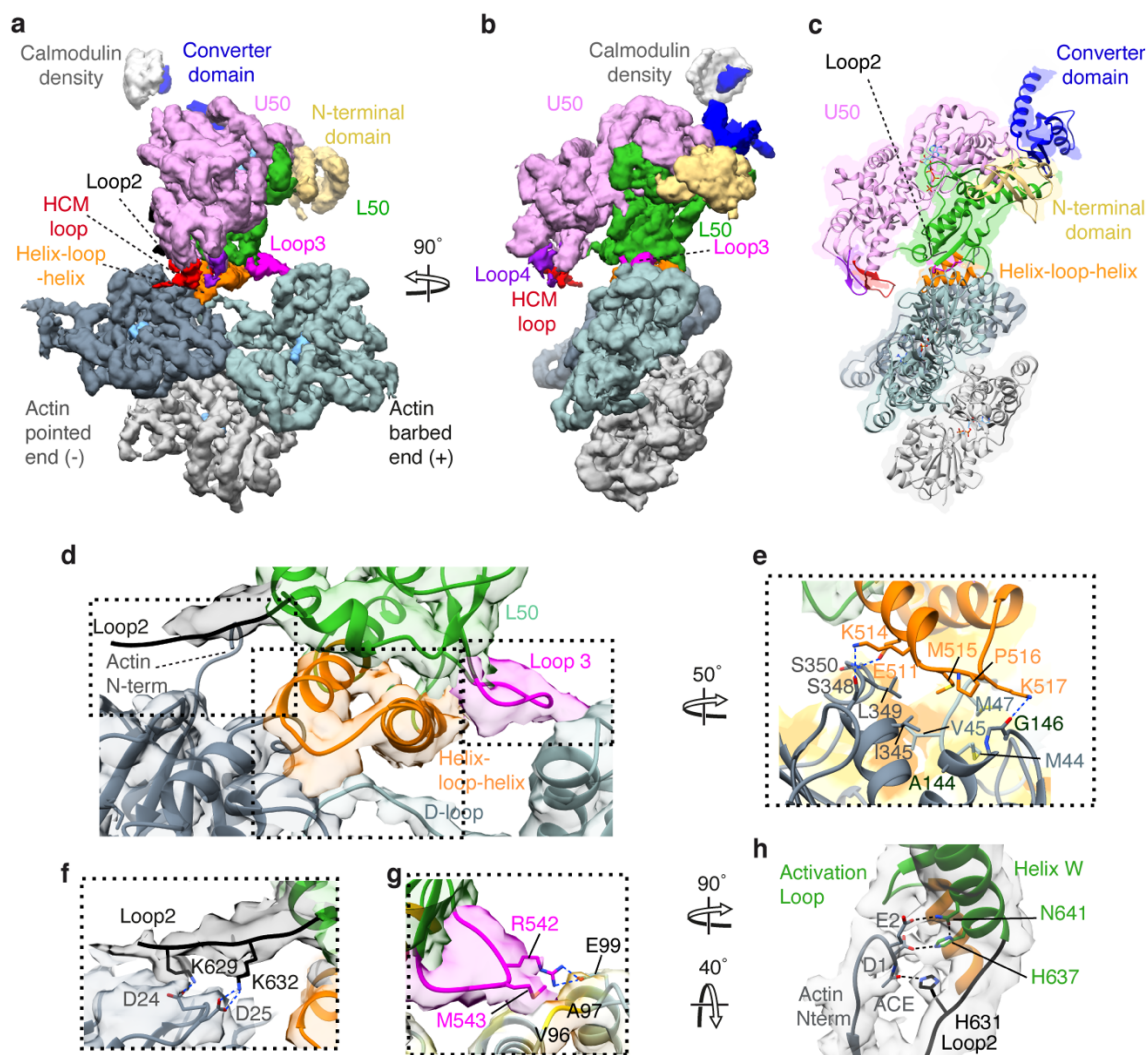 a
Calmodulin
density
Converter
domain
U50
N-terminal
domain
Loop2
HCM
loop
L50
Loop3
Helix-loop
-helix
Actin
pointed
end (-)
Actin
barbed
end (+)
90°
b
Calmodulin
density
L50
Loop3
Loop4
HCM
loop
c
Converter
domain
Loop2
U50
N-terminal
domain
Helix-loop-helix
d
Loop2
L50
Actin
N-term
Loop 3
Helix-
loop-helix
D-loop
50°
e
K514
M515
P516
S350
E511
K517
S348
M47
L349
V45
G146
I345
M44
A144
f
Loop2
K629
K632
D24
D25
g
R542
E99
M543
A97
V96
90°
40°
h
Activation
Loop
Helix W
E2
N641
D1
H637
ACE
Actin
Nterm
H631
Loop2